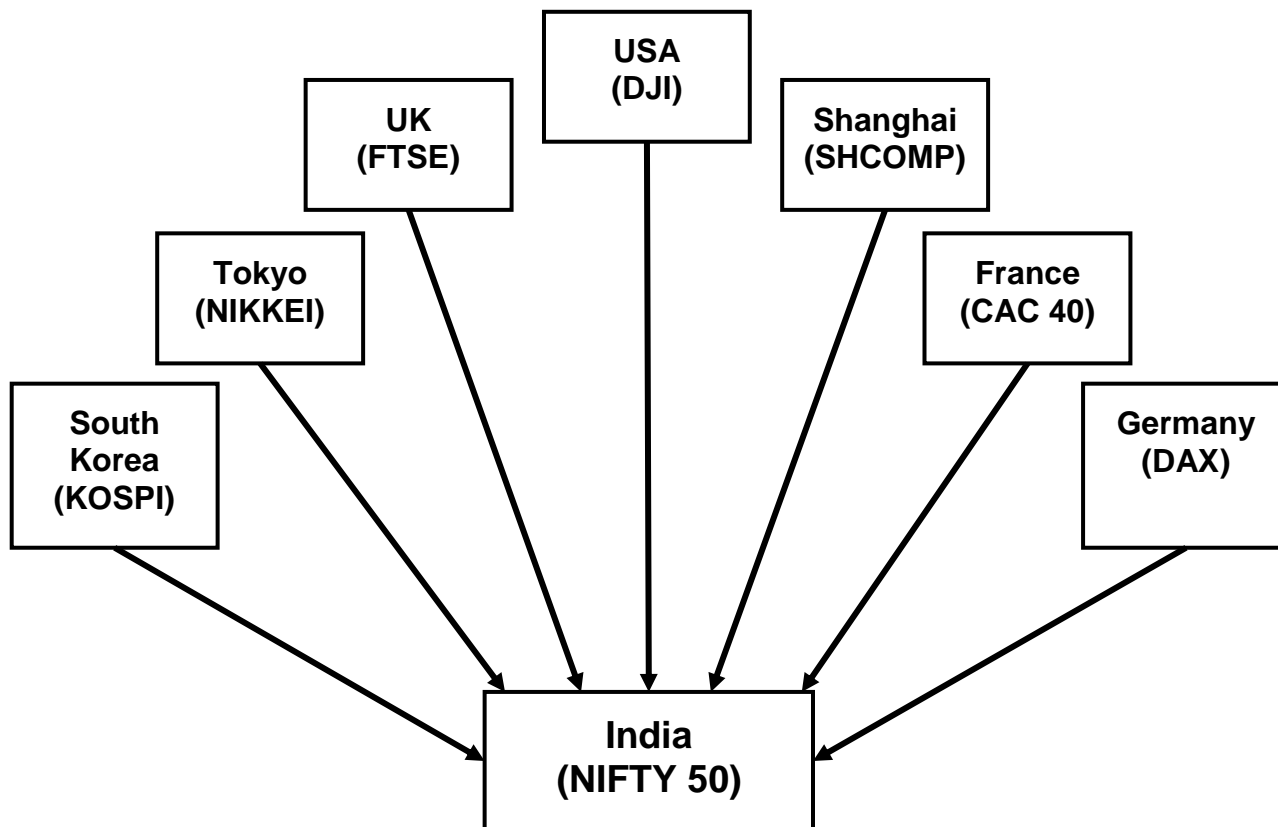 USA
(DJI)
UK
(FTSE)
Shanghai
(SHCOMP)
Tokyo
(NIKKEI)
France
(CAC 40)
South
Korea
(KOSPI)
Germany
(DAX)
India
(NIFTY 50)